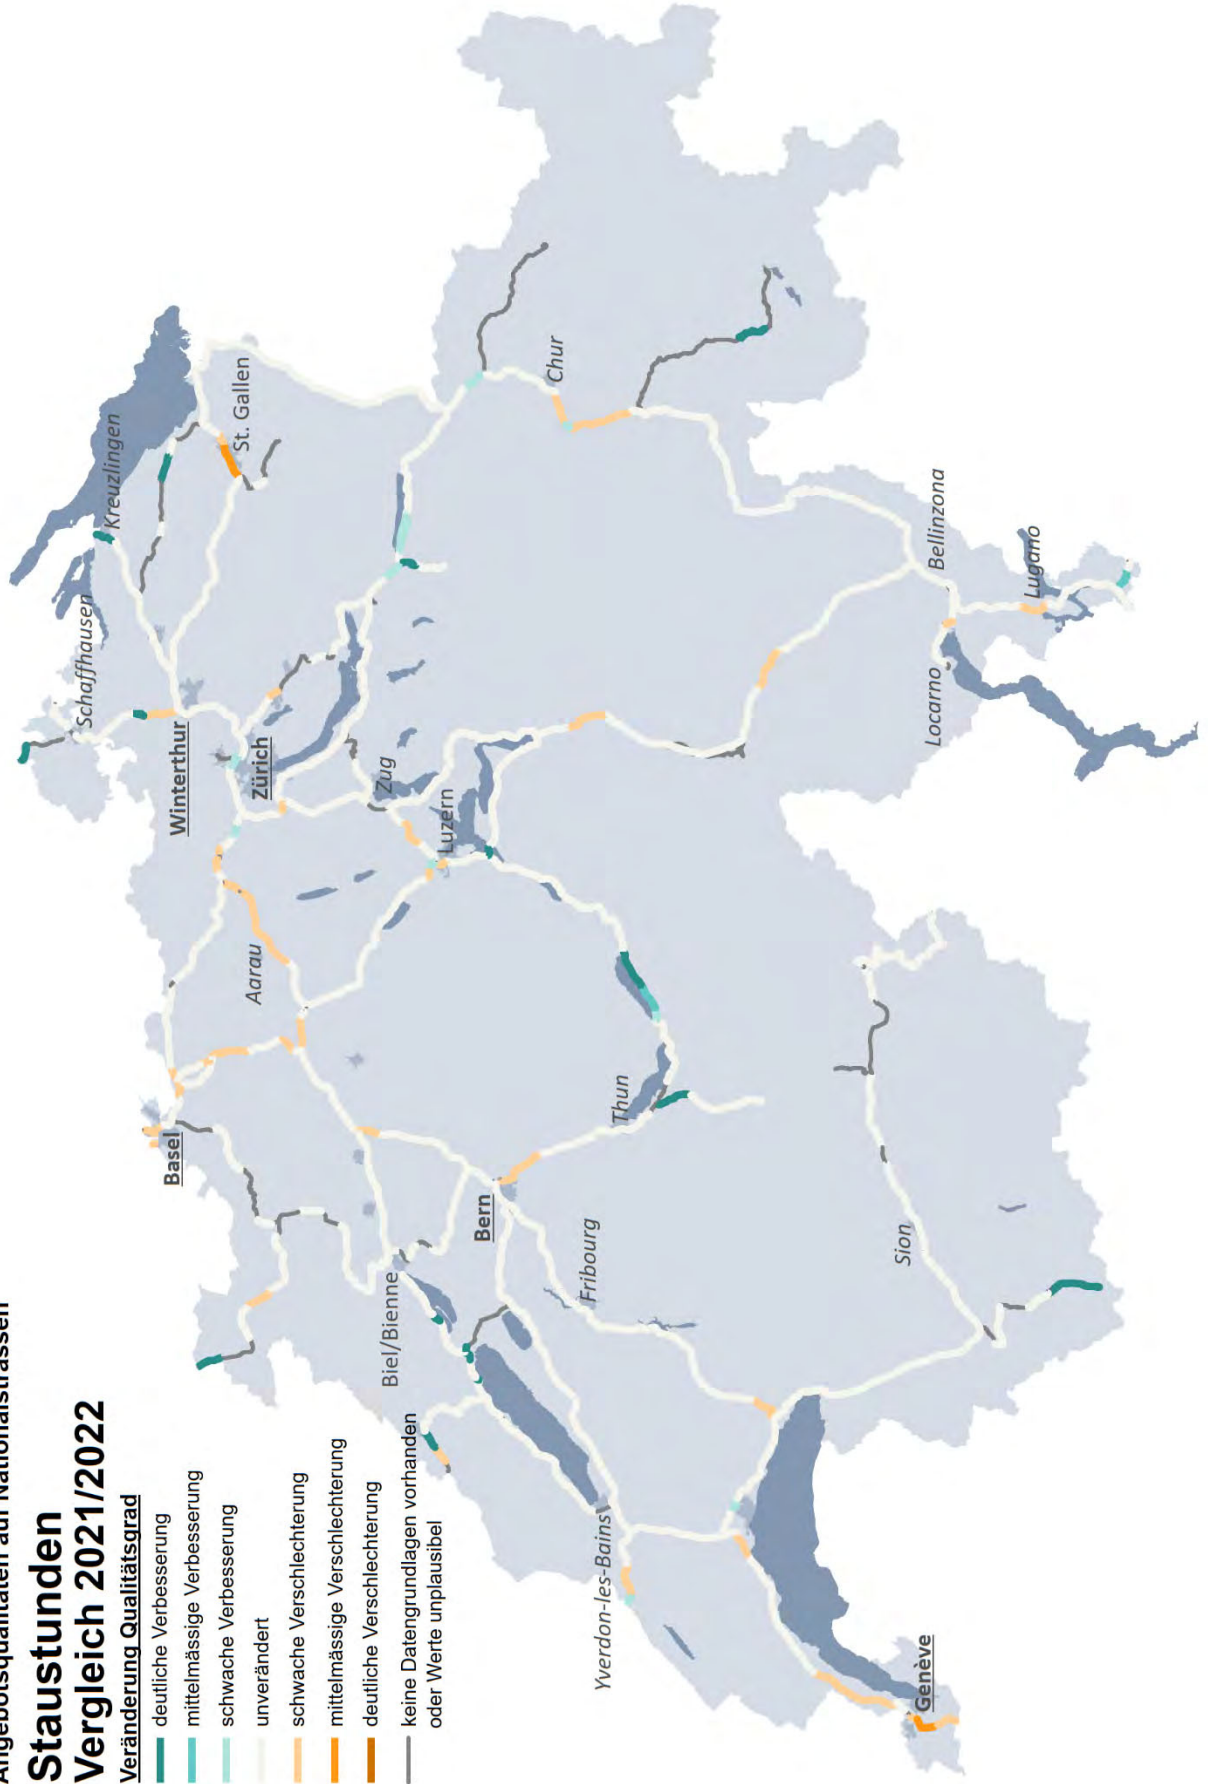 Angebotsqualitäten auf Nationalstrassen
Staustunden
Vergleich 2021/2022
Veränderung Qualitätsgrad
deutliche Verbesserung
mittelmässige Verbesserung
schwache Verbesserung
unverändert
schwache Verschlechterung
mittelmässige Verschlechterung
deutliche Verschlechterung
keine Datengrundlagen vorhanden
oder Werte unplausibel
Schaffhausen
Kreuzlingen
Basel
Winterthur
St. Gallen
Aarau
Zürich
Biel/Bienne
Zug
Luzern
Bern
Chur
Fribourg
Thun
Yverdon-les-Bains
Sion
Genève
Locarno
Bellinzona
Lugano